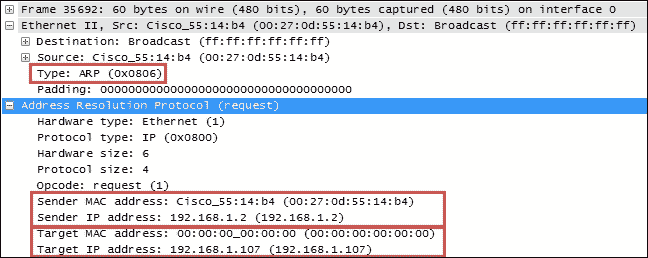 Frame 35692: 60 bytes on wire (480 bits), 60 bytes captured (480 bits) on interface 0
Ethernet II, Src: Cisco_55:14:b4 (00:27:0d:55:14:b4), Dst: Broadcast (ff:ff:ff:ff:ff:ff)
Destination: Broadcast (ff:ff:ff:ff:ff:ff)
Source: Cisco_55:14:b4 (00:27:0d:55:14:b4)
Type: ARP (0x0806)
Padding: 000000000000000000000000000000000000
Address Resolution Protocol (request)
Hardware type: Ethernet (1)
Protocol type: IP (0x0800)
Hardware size: 6
Protocol size: 4
Opcode: request (1)
Sender MAC address: Cisco_55:14:b4 (00:27:0d:55:14:b4)
Sender IP address: 192.168.1.2 (192.168.1.2)
Target MAC address: 00:00:00_00:00:00 (00:00:00:00:00:00)
Target IP address: 192.168.1.107 (192.168.1.107)